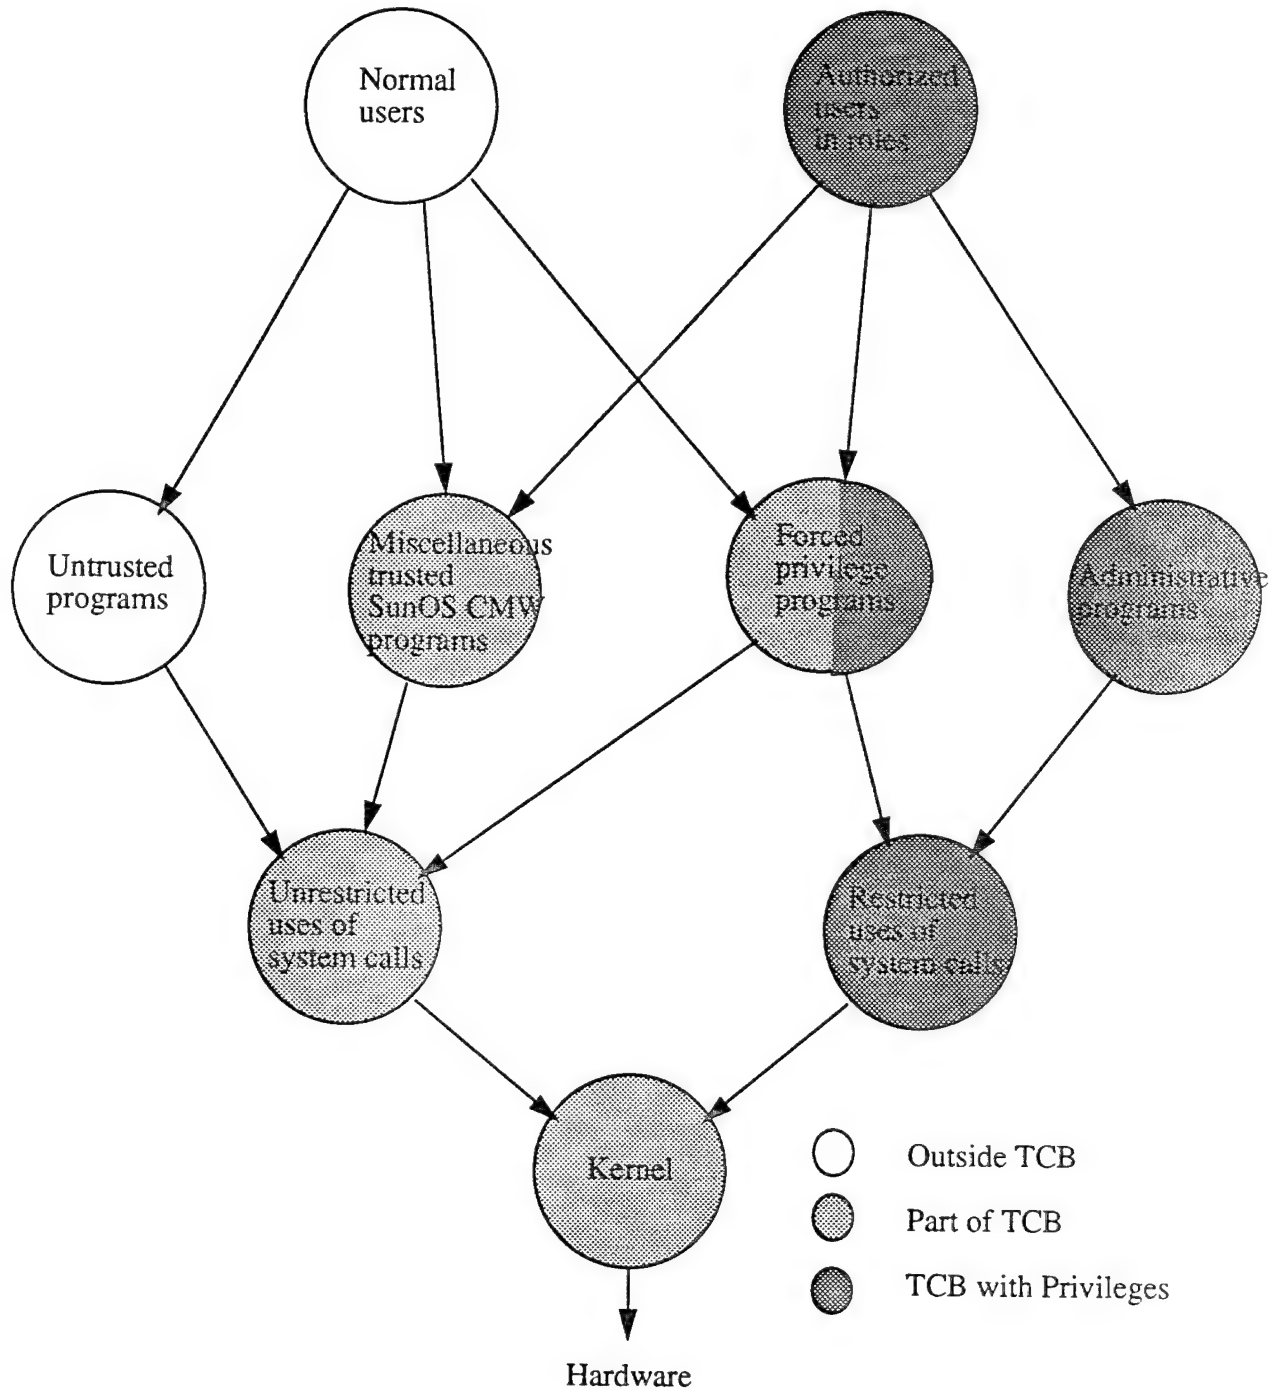 Normal
users
Authorized
users
in roles
Untrusted
programs
Miscellaneous
trusted
SunOS CMW
programs
Forced
privilege
programs
Administrative
programs
Unrestricted
uses of
system calls
Restricted
uses of
system calls
Kernel
Outside TCB
Part of TCB
TCB with Privileges
Hardware